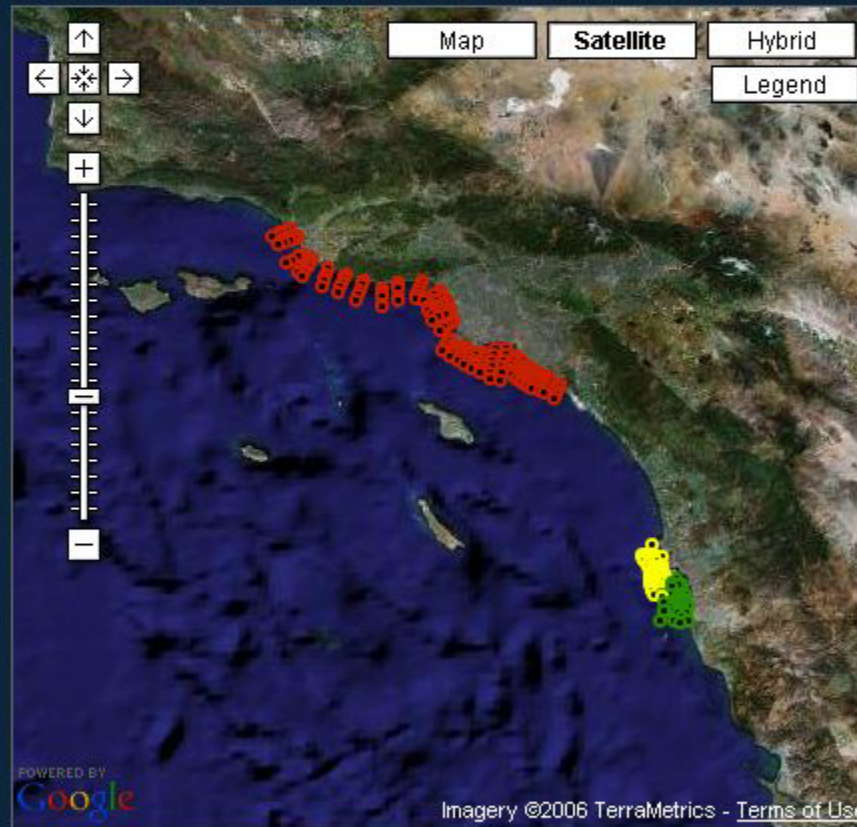 Map
Satellite
Hybrid
Legend
POWERED BY
Google
Imagery ©2006 TerraMetrics - Terms of Use